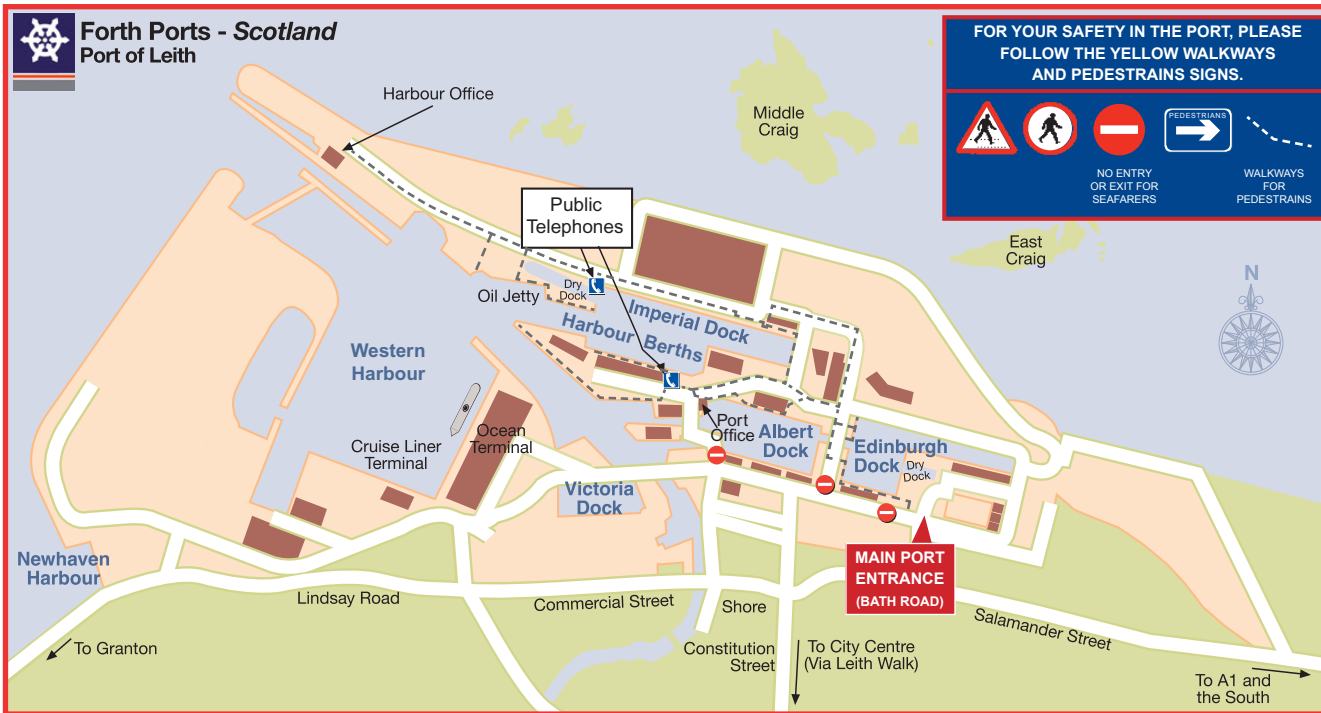 Forth Ports - Scotland
Port of Leith
FOR YOUR SAFETY IN THE PORT, PLEASE
FOLLOW THE YELLOW WALKWAYS
AND PEDESTRAINS SIGNS.
PEDESTRIANS
NO ENTRY
OR EXIT FOR
SEAFARERS
WALKWAYS
FOR
PEDESTRAINS
Harbour Office
Middle
Craig
Public
Telephones
East
Craig
N
Oil Jetty
Dry
Dock
Imperial Dock
Harbour Berths
Western
Harbour
Cruise Liner
Terminal
Ocean
Terminal
Port
Office
Albert
Dock
Edinburgh
Dock
Dry
Dock
Victoria
Dock
Newhaven
Harbour
MAIN PORT
ENTRANCE
(BATH ROAD)
Lindsay Road
Commercial Street
Shore
Salamander Street
To Granton
Constitution
Street
To City Centre
(Via Leith Walk)
To A1 and
the South